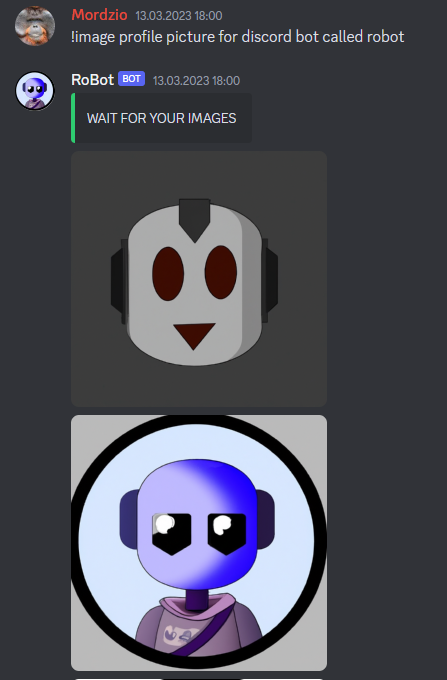 Mordzio 13.03.2023 18:00
!image profile picture for discord bot called robot
RoBot BOT 13.03.2023 18:00
WAIT FOR YOUR IMAGES